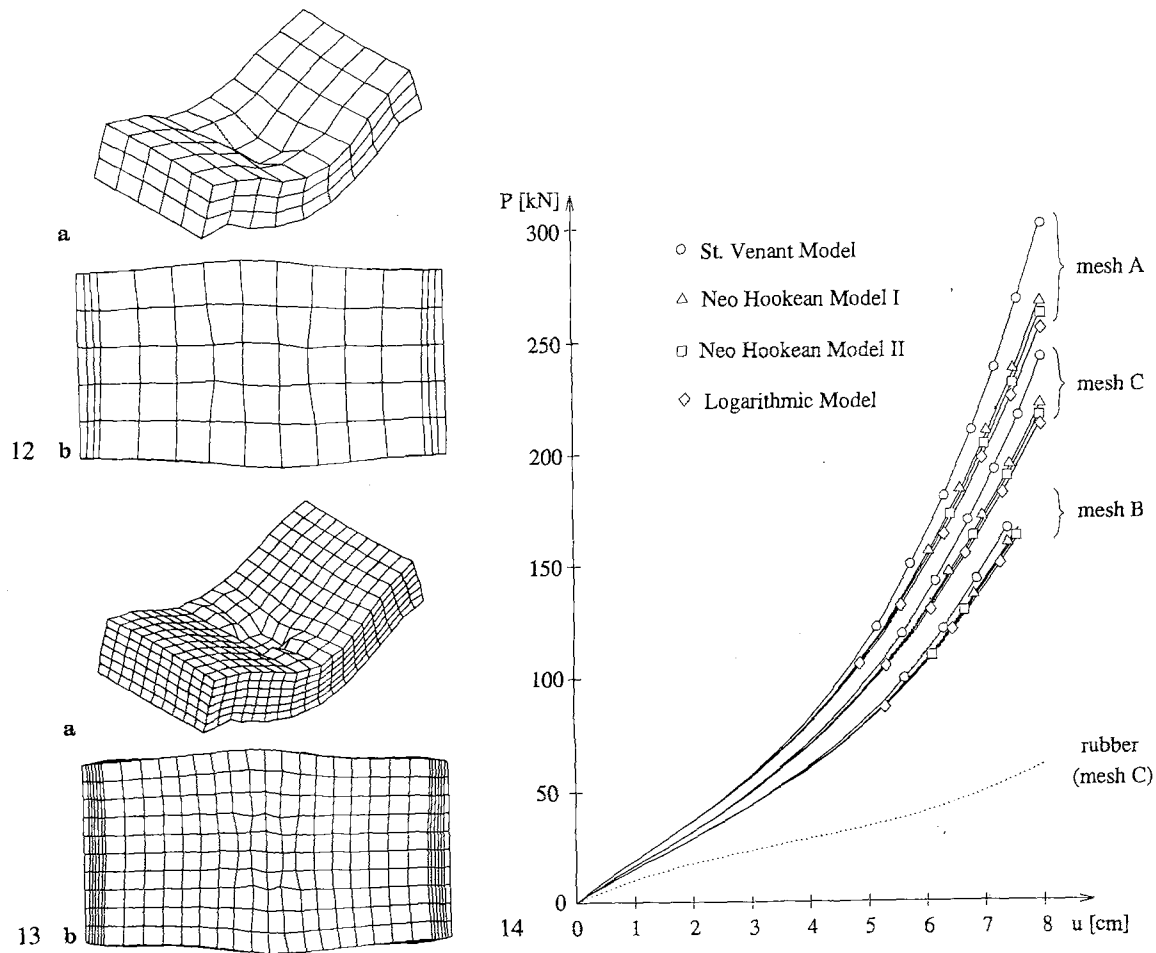 a
12 b
a
13 b
14
P [kN]
300
250
200
150
100
50
0
St. Venant Model
Neo Hookean Model I
Neo Hookean Model II
Logarithmic Model
mesh A
mesh C
mesh B
rubber
(mesh C)
0 1 2 3 4 5 6 7 8 u [cm]